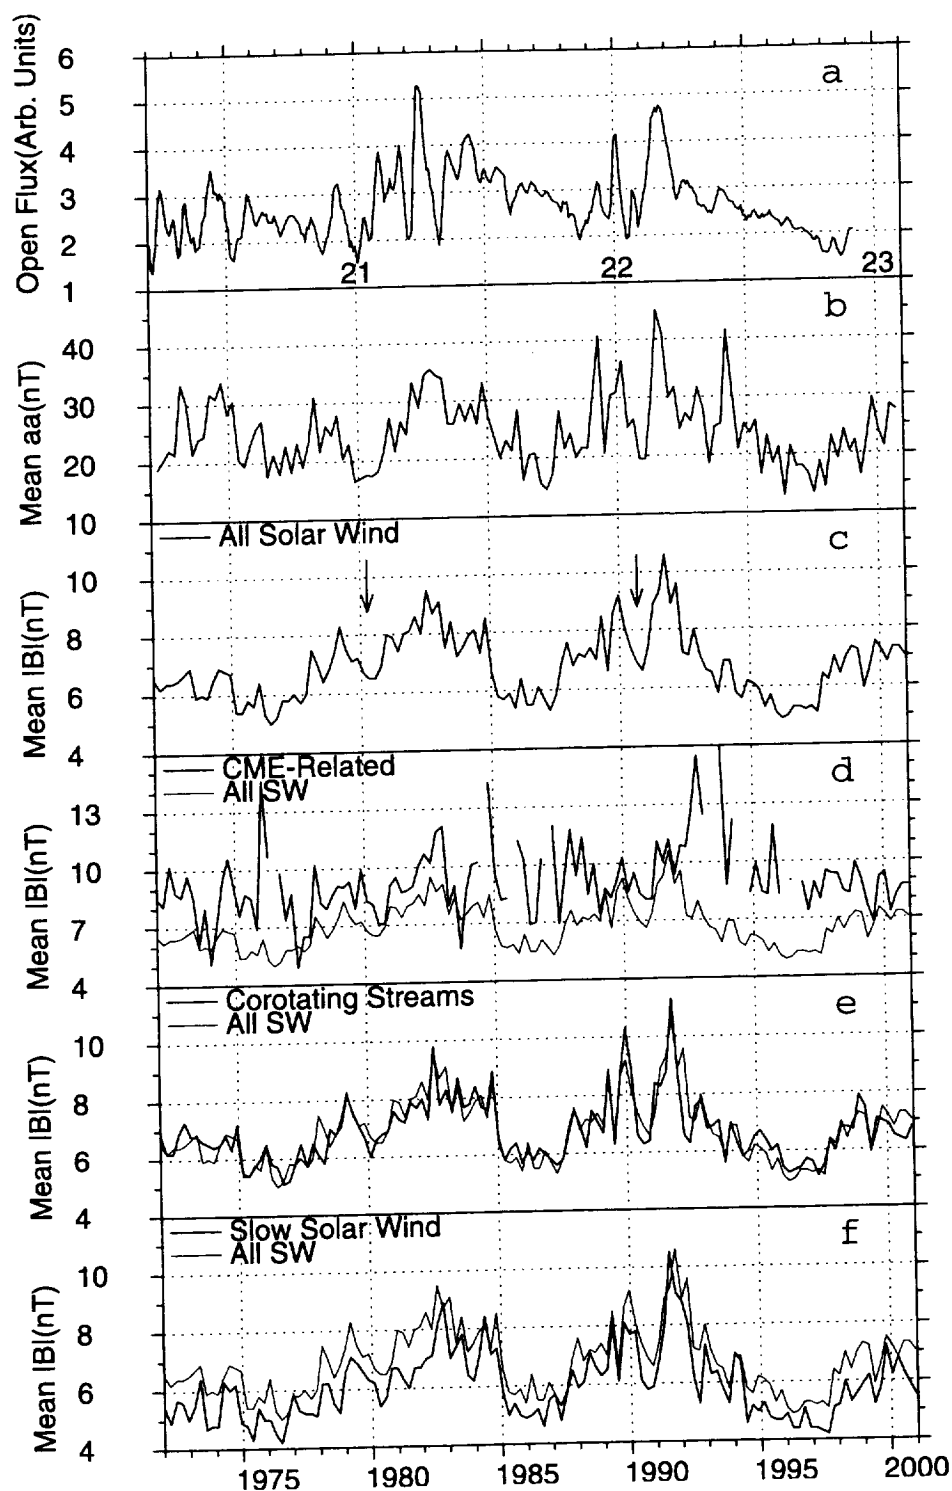 a
Open Flux(Arb. Units)
6
5
4
3
2
1
21
22
23
b
Mean aa(nT)
40
30
20
10
All Solar Wind
c
Mean |B|(nT)
10
8
6
4
CME-Related
All SW
d
Mean |B|(nT)
13
10
7
4
Corotating Streams
All SW
e
Mean |B|(nT)
10
8
6
4
Slow Solar Wind
All SW
f
Mean |B|(nT)
10
8
6
4
1975 1980 1985 1990 1995 2000